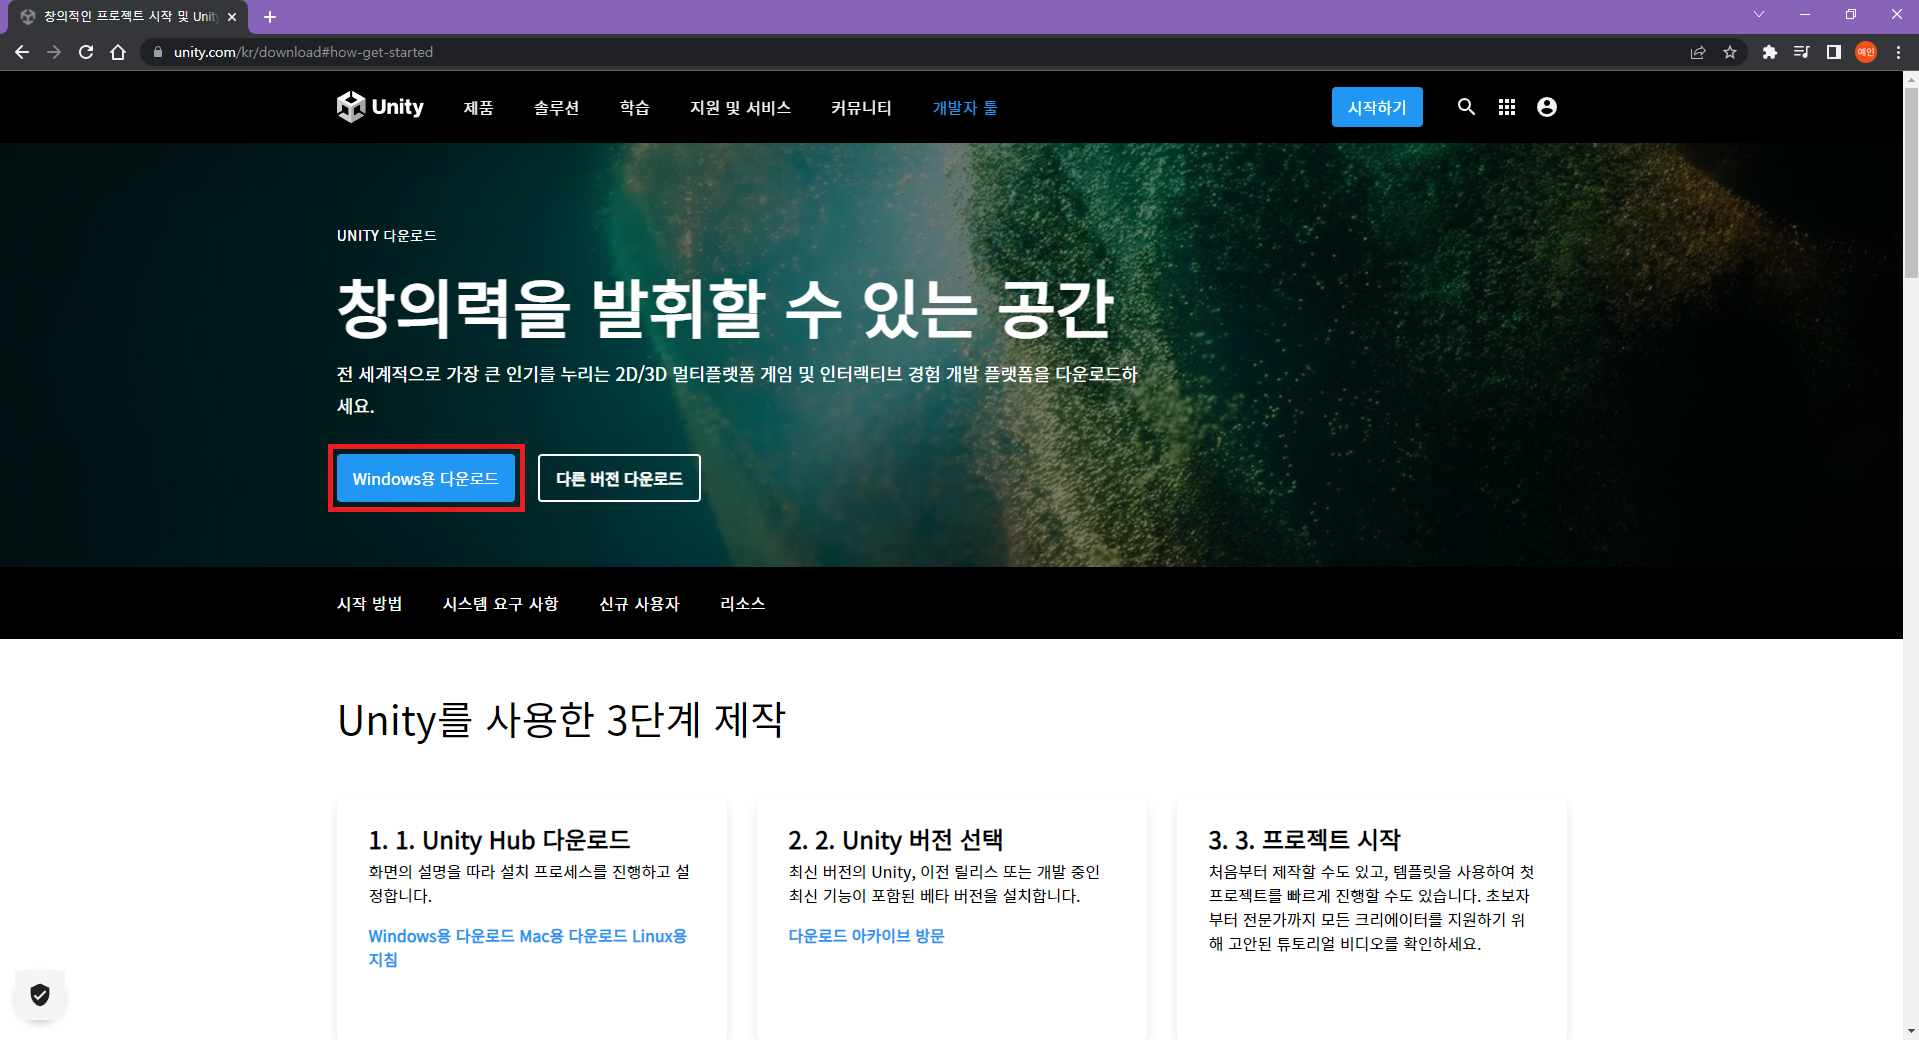 창의적인 프로젝트 시작 및 Unity
unity.com/kr/download#how-get-started
예인
Unity
제품
솔루션
학습
지원 및 서비스
커뮤니티
개발자 툴
시작하기
UNITY 다운로드
창의력을 발휘할 수 있는 공간
전 세계적으로 가장 큰 인기를 누리는 2D/3D 멀티플랫폼 게임 및 인터랙티브 경험 개발 플랫폼을 다운로드하
세요.
Windows용 다운로드
다른 버전 다운로드
시작 방법
시스템 요구 사항
신규 사용자
리소스
Unity를 사용한 3단계 제작
1. 1. Unity Hub 다운로드
화면의 설명을 따라 설치 프로세스를 진행하고 설
정합니다.
Windows용 다운로드 Mac용 다운로드 Linux용
지침
2. 2. Unity 버전 선택
최신 버전의 Unity, 이전 릴리스 또는 개발 중인
최신 기능이 포함된 베타 버전을 설치합니다.
다운로드 아카이브 방문
3. 3. 프로젝트 시작
처음부터 제작할 수도 있고, 템플릿을 사용하여 첫
프로젝트를 빠르게 진행할 수도 있습니다. 초보자
부터 전문가까지 모든 크리에이터를 지원하기 위
해 고안된 튜토리얼 비디오를 확인하세요.